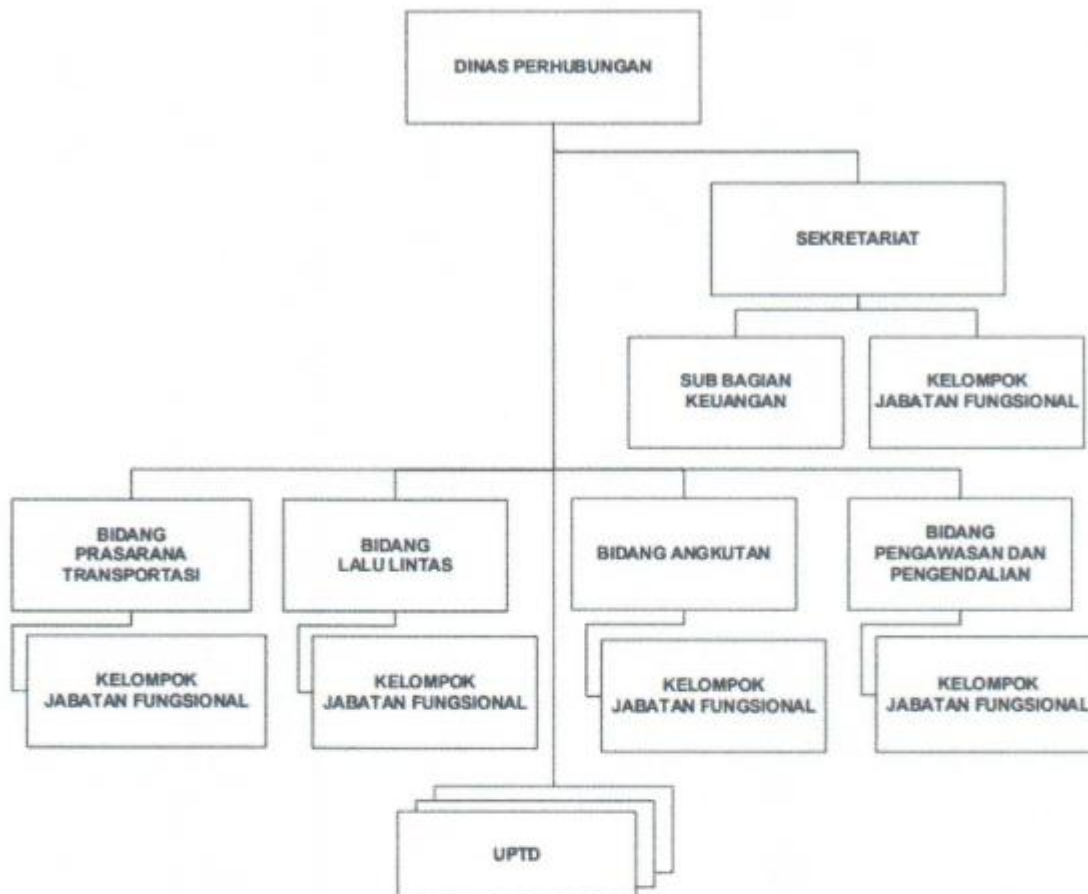 DINAS PERHUBUNGAN
SEKRETARIAT
SUB BAGIAN
KEUANGAN
KELOMPOK
JABATAN FUNGSIONAL
BIDANG
PRASARANA
TRANSPORTASI
BIDANG
LALU LINTAS
BIDANG ANGKUTAN
BIDANG
PENGAWASAN DAN
PENGENDALIAN
KELOMPOK
JABATAN FUNGSIONAL
KELOMPOK
JABATAN FUNGSIONAL
KELOMPOK
JABATAN FUNGSIONAL
KELOMPOK
JABATAN FUNGSIONAL
UPTD